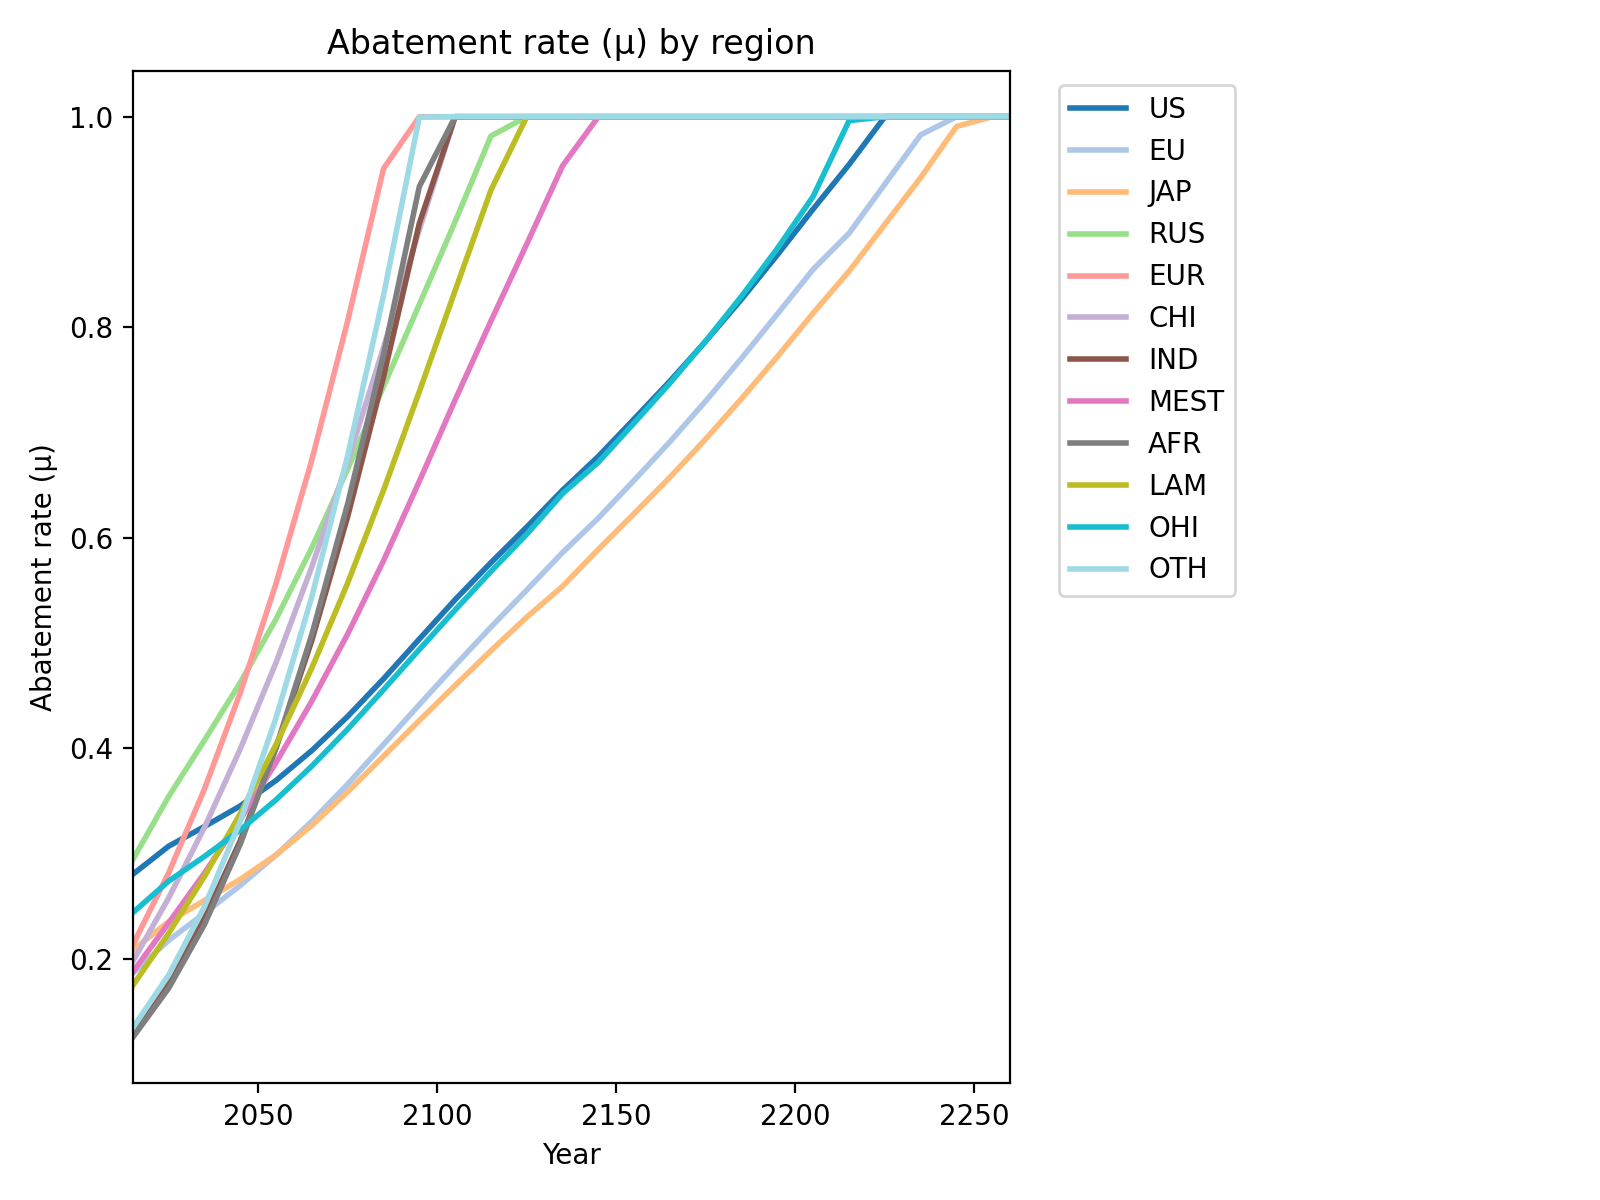 Abatement rate (μ) by region
Abatement rate (μ)
1.0
0.8
0.6
0.4
0.2
2050
2100
2150
2200
2250
Year
US
EU
JAP
RUS
EUR
CHI
IND
MEST
AFR
LAM
OHI
OTH